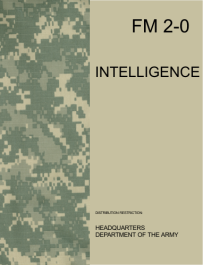 FM 2-0
INTELLIGENCE
DISTRIBUTION RESTRICTION:
HEADQUARTERS
DEPARTMENT OF THE ARMY